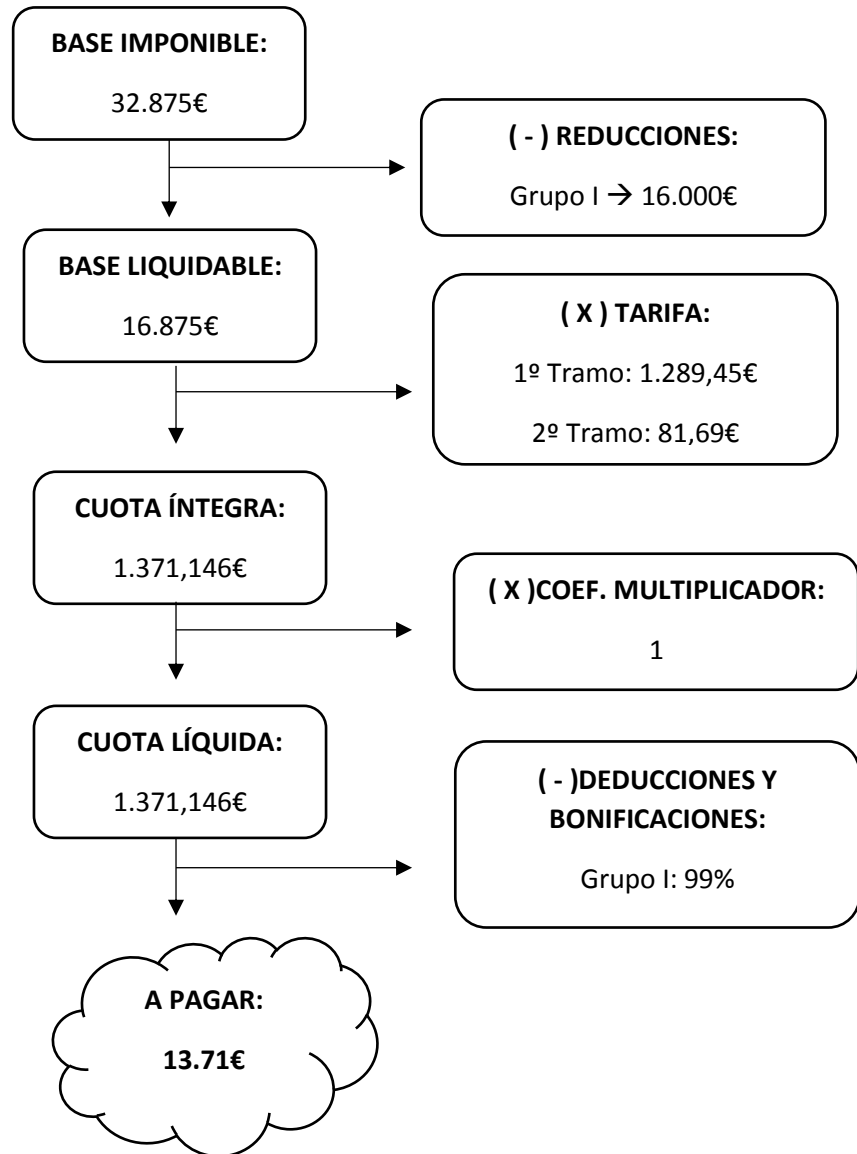 BASE IMPONIBLE:
32.875€
( - ) REDUCCIONES:
Grupo I → 16.000€
BASE LIQUIDABLE:
16.875€
( X ) TARIFA:
1º Tramo: 1.289,45€
2º Tramo: 81,69€
CUOTA ÍNTEGRA:
1.371,146€
( X )COEF. MULTIPLICADOR:
1
CUOTA LÍQUIDA:
1.371,146€
( - )DEDUCCIONES Y
BONIFICACIONES:
Grupo I: 99%
A PAGAR:
13.71€